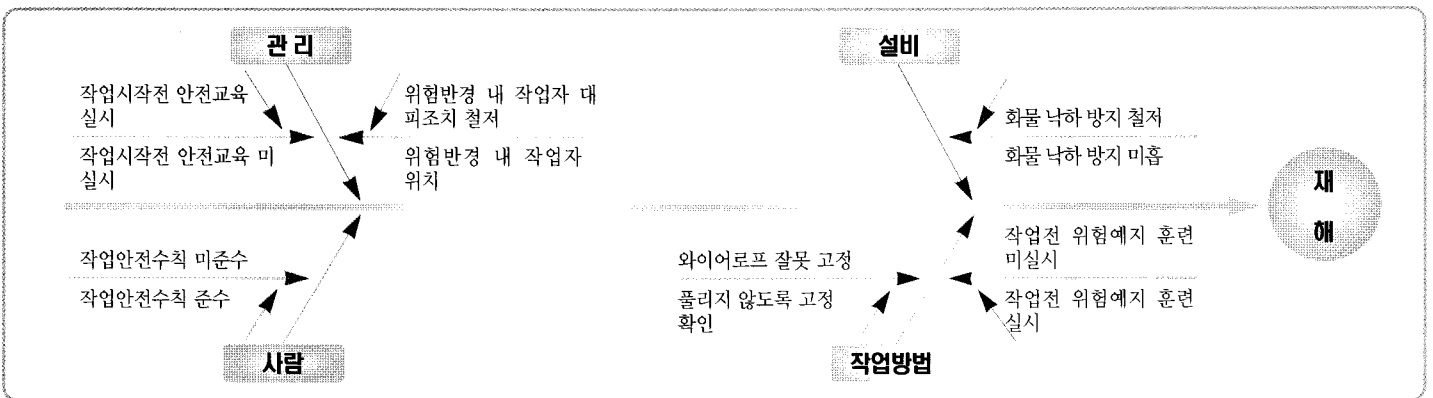 관 리
설비
작업시작전 안전교육
실시
위험반경 내 작업자 대
피조치 철저
화물 낙하 방지 철저
작업시작전 안전교육 미
실시
위험반경 내 작업자
위치
화물 낙하 방지 미흡
재
해
작업안전수칙 미준수
와이어로프 잘못 고정
작업전 위험예지 훈련
미실시
작업안전수칙 준수
풀리지 않도록 고정
확인
작업전 위험예지 훈련
실시
사람
작업방법